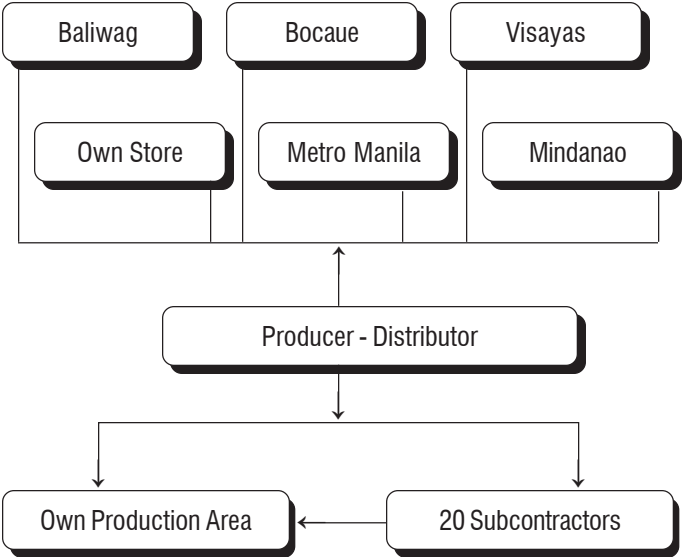 Baliwag
Bocaue
Visayas
Own Store
Metro Manila
Mindanao
Producer - Distributor
Own Production Area
20 Subcontractors